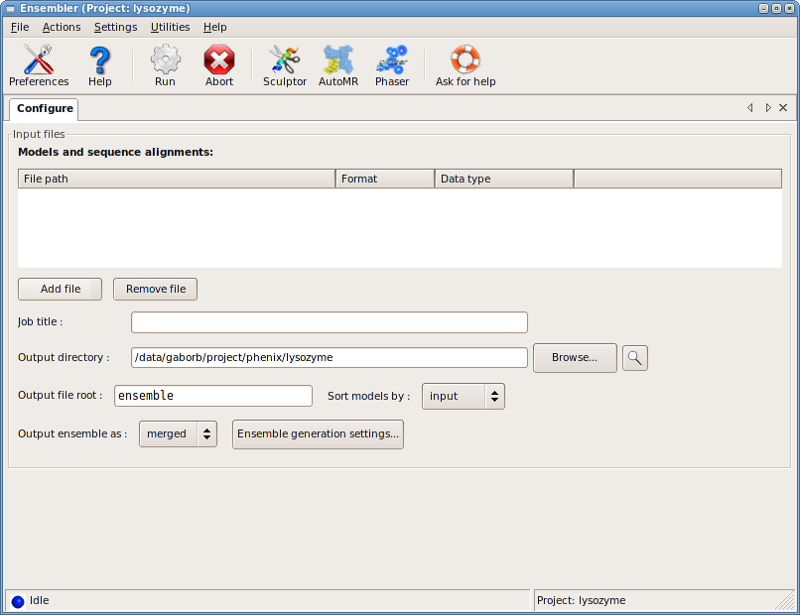 Ensembler (Project: lysozyme)
File Actions Settings Utilities Help
Preferences Help Run Abort Sculptor AutoMR Phaser Ask for help
Configure
Input files
Models and sequence alignments:
File path Format Data type
Add file Remove file
Job title :
Output directory : /data/gaborb/project/phenix/lysozyme Browse...
Output file root : ensemble Sort models by : input
Output ensemble as : merged Ensemble generation settings...
Idle Project: lysozyme